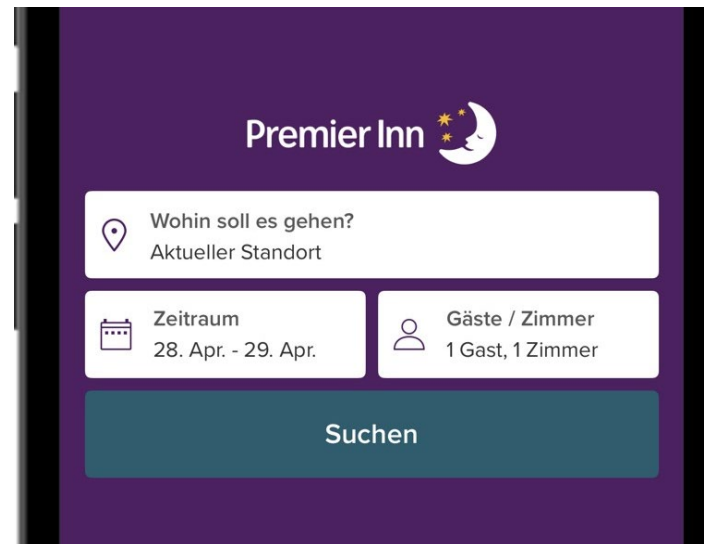 Premier Inn
Wohin soll es gehen?
Aktueller Standort
Zeitraum
28. Apr. - 29. Apr.
Gäste / Zimmer
1 Gast, 1 Zimmer
Suchen